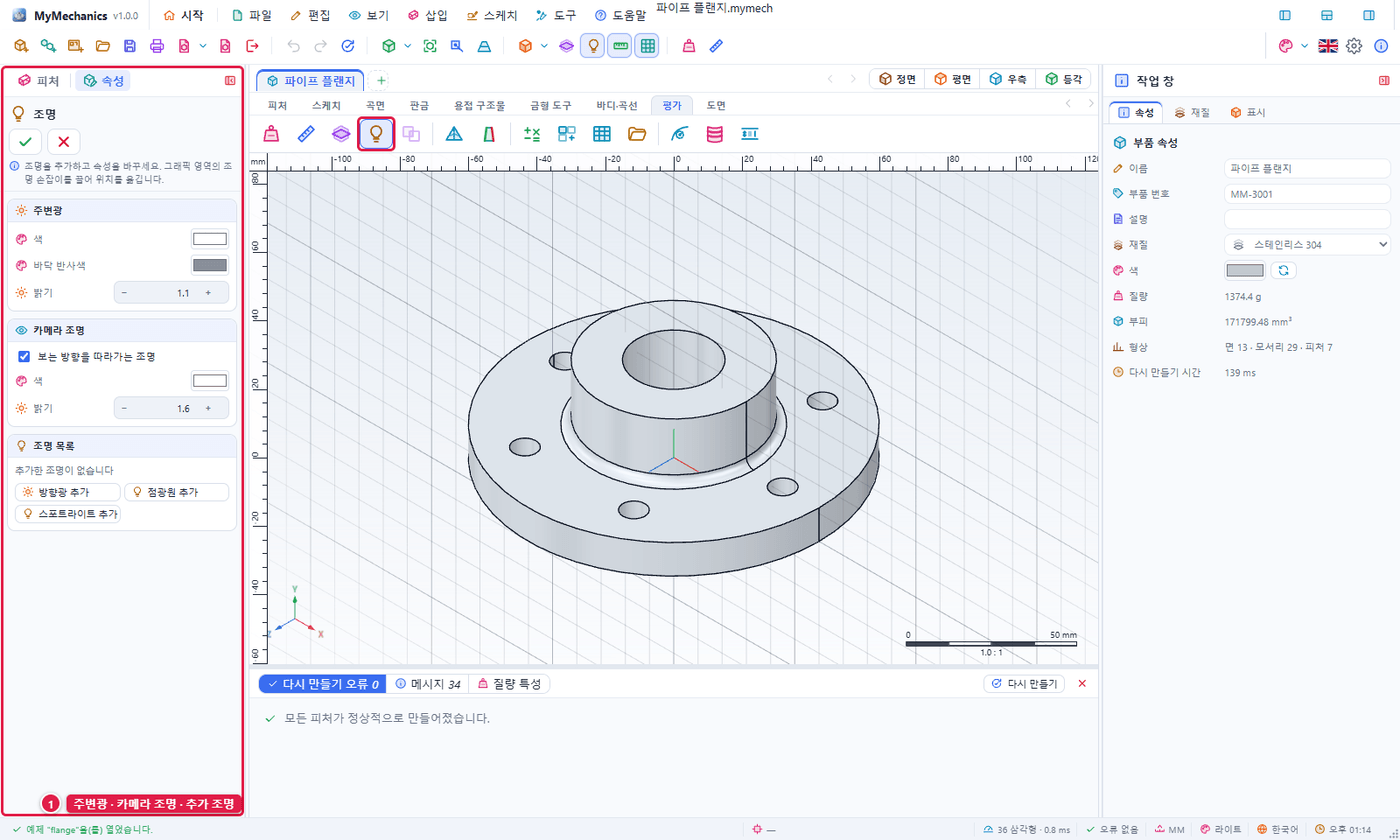 MyMechanics v1.0.0 시작 파일 편집 보기 삽입 스케치 도구 도움말 파이프 플랜지.mymech
피처 속성
조명
조명을 추가하고 속성을 바꾸세요. 그래픽 영역의 조
명 손잡이를 끌어 위치를 옮깁니다.
주변광
색
바닥 반사색
밝기 − 1.1 +
카메라 조명
보는 방향을 따라가는 조명
색
밝기 − 1.6 +
조명 목록
추가한 조명이 없습니다
방향광 추가 점광원 추가
스포트라이트 추가
1 주변광 · 카메라 조명 · 추가 조명
파이프 플랜지 +
정면 평면 우측 등각
피처 스케치 곡면 판금 용접 구조물 금형 도구 바디·곡선 평가 도면
mm -100 -80 -60 -40 -20 0 20 40 60 80 100 120
80
60
40
20
0
-20
-40
-60
Y
Z X
0 50 mm
1.0 : 1
다시 만들기 오류 0 메시지 34 질량 특성 다시 만들기
모든 피처가 정상적으로 만들어졌습니다.
작업 창
속성 재질 표시
부품 속성
이름 파이프 플랜지
부품 번호 MM-3001
설명
재질 스테인리스 304
색
질량 1374.4 g
부피 171799.48 mm³
형상 면 13 · 모서리 29 · 피처 7
다시 만들기 시간 139 ms
예제 "flange"을(를) 열었습니다. — 36 삼각형 · 0.8 ms 오류 없음 MM 라이트 한국어 오후 01:14